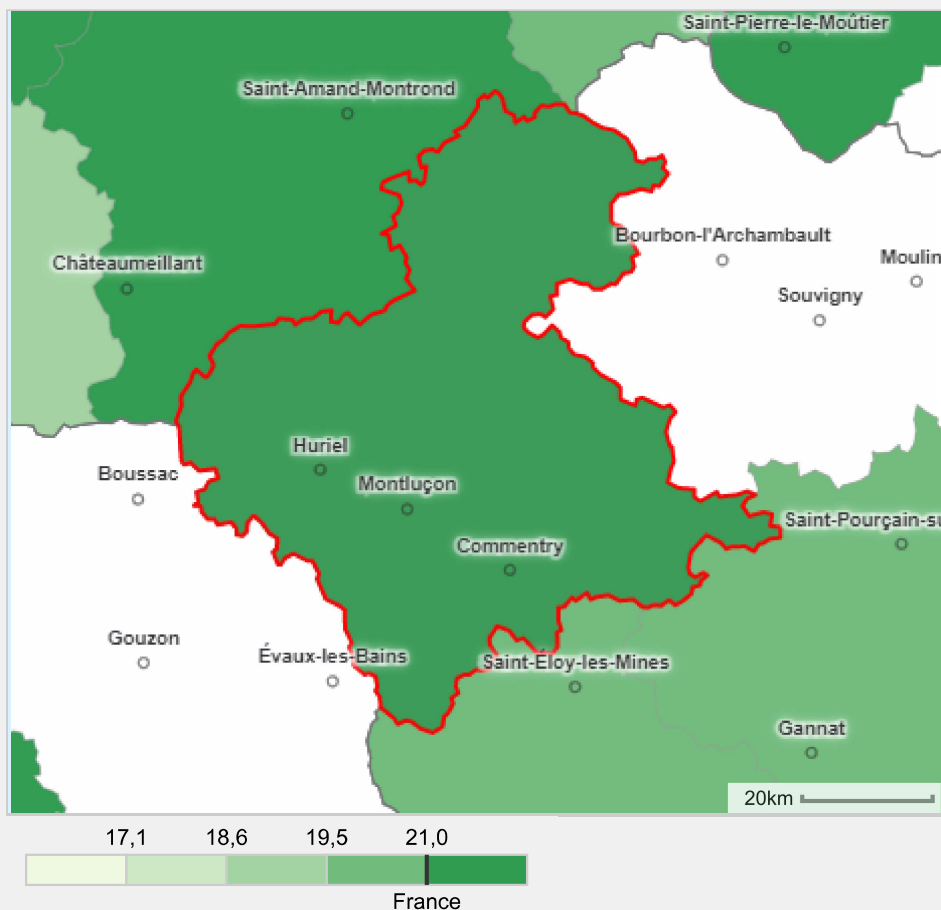 Saint-Pierre-le-Moûtier
Saint-Amand-Montrond
Bourbon-l'Archambault
Châteaumeillant
Moulin
Souvigny
Huriel
Boussac
Montluçon
Saint-Pourçain-su
Commentry
Gouzon
Évaux-les-Bains
Saint-Éloy-les-Mines
Gannat
20km
17,1 18,6 19,5 21,0
France